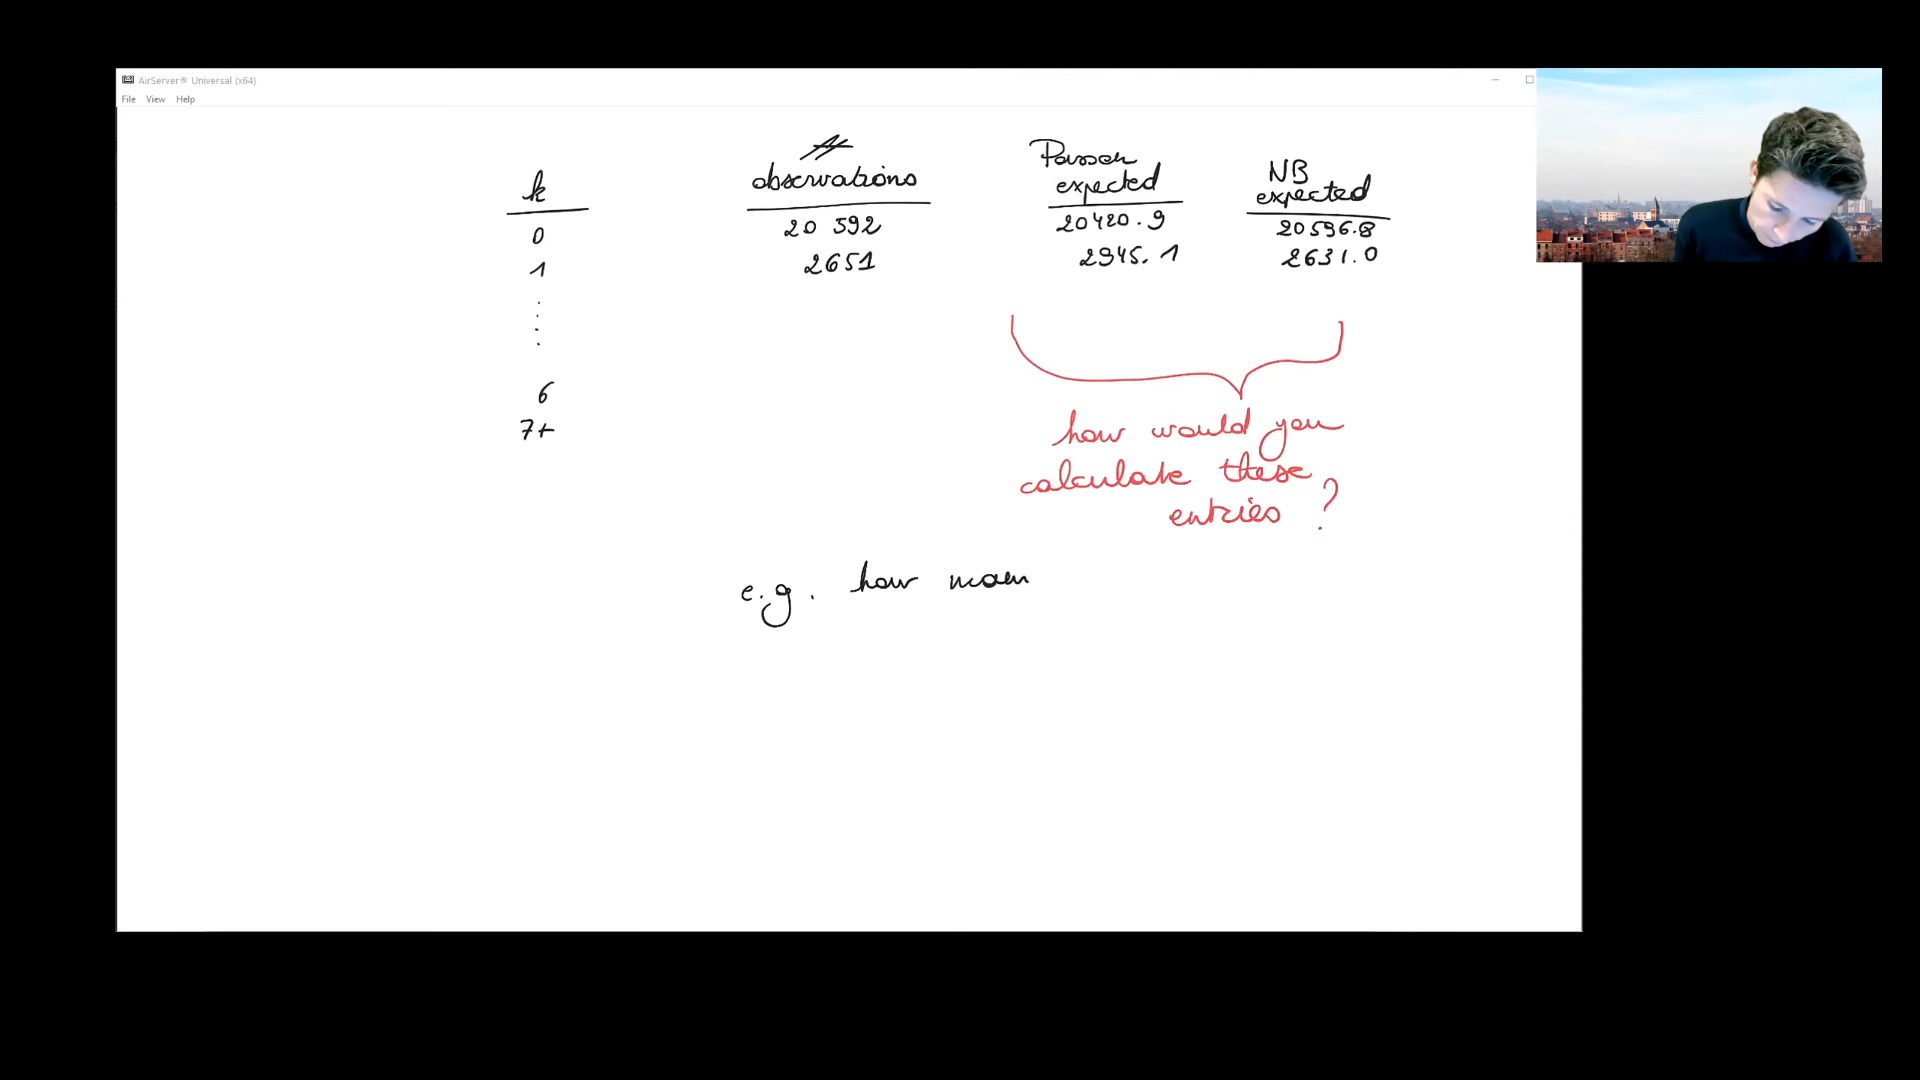 AirServer® Universal (x64)
File View Help
k
#
observations
Poisson
expected
NB
expected
0 20 592 20420.9 20596.8
1 2651 2945.1 2631.0
6
7+
how would you
calculate these
entries ?
e.g. how man